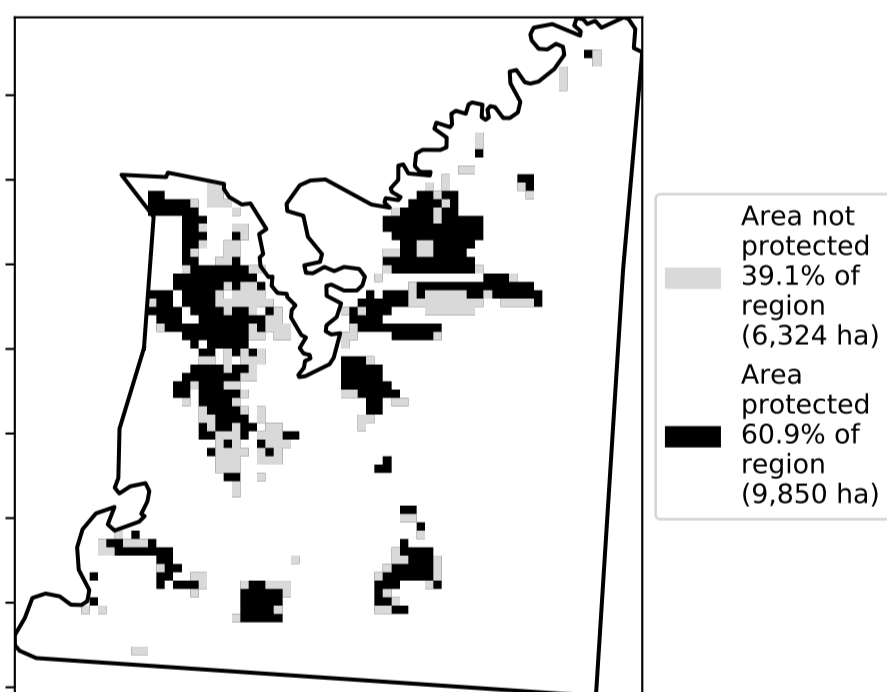 Area not
protected
39.1% of
region
(6,324 ha)
Area
protected
60.9% of
region
(9,850 ha)